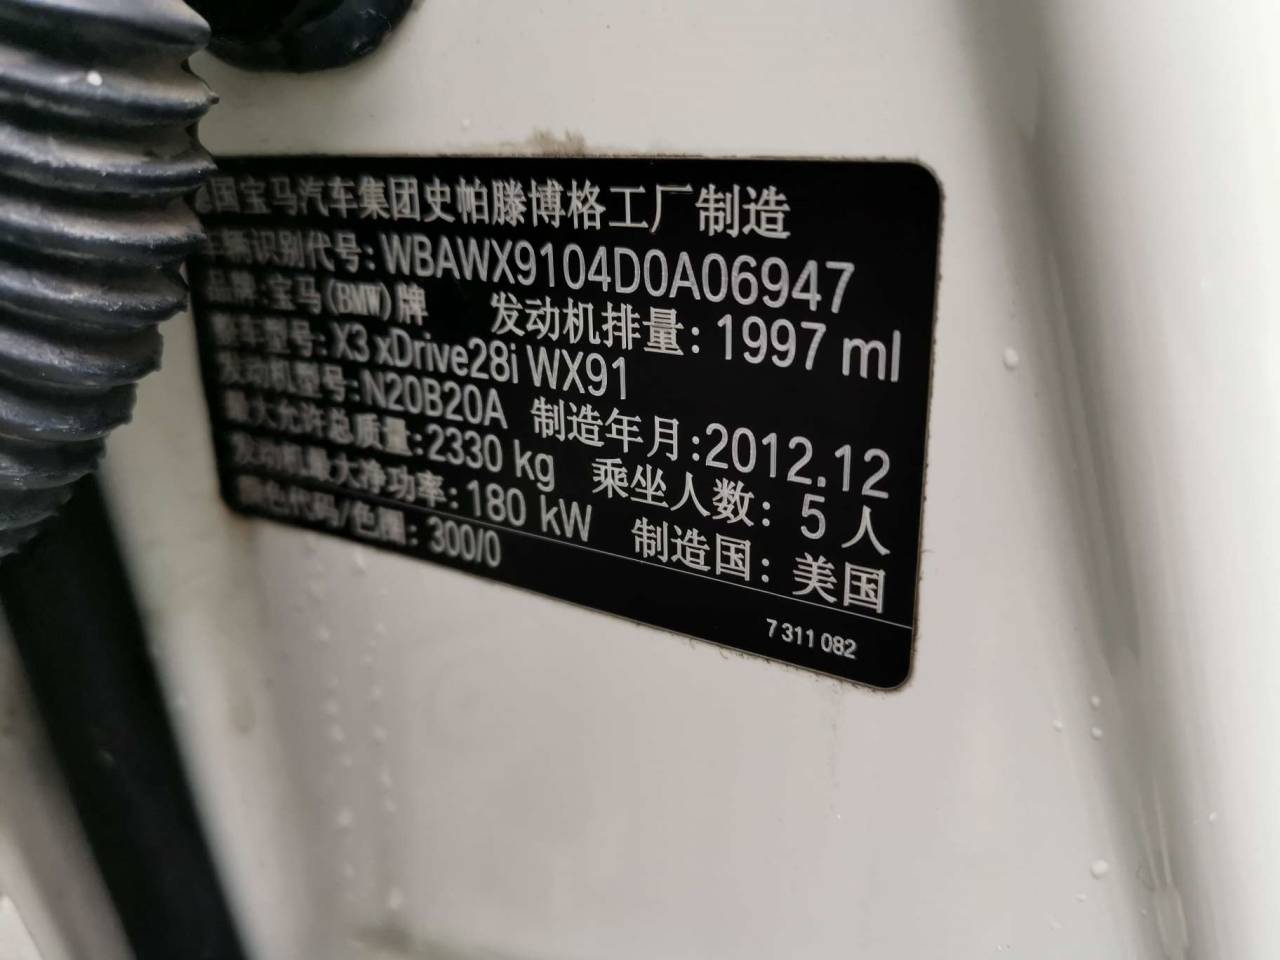 德国宝马汽车集团史帕滕博格工厂制造
车辆识别代号: WBAWX9104D0A06947
品牌: 宝马(BMW)牌 发动机排量: 1997 ml
整车型号: X3 xDrive28i WX91
发动机型号: N20B20A 制造年月: 2012.12
最大允许总质量: 2330 kg 乘坐人数: 5 人
发动机最大净功率: 180 kW 制造国: 美国
颜色代码/色圈: 300/0
7 311 082